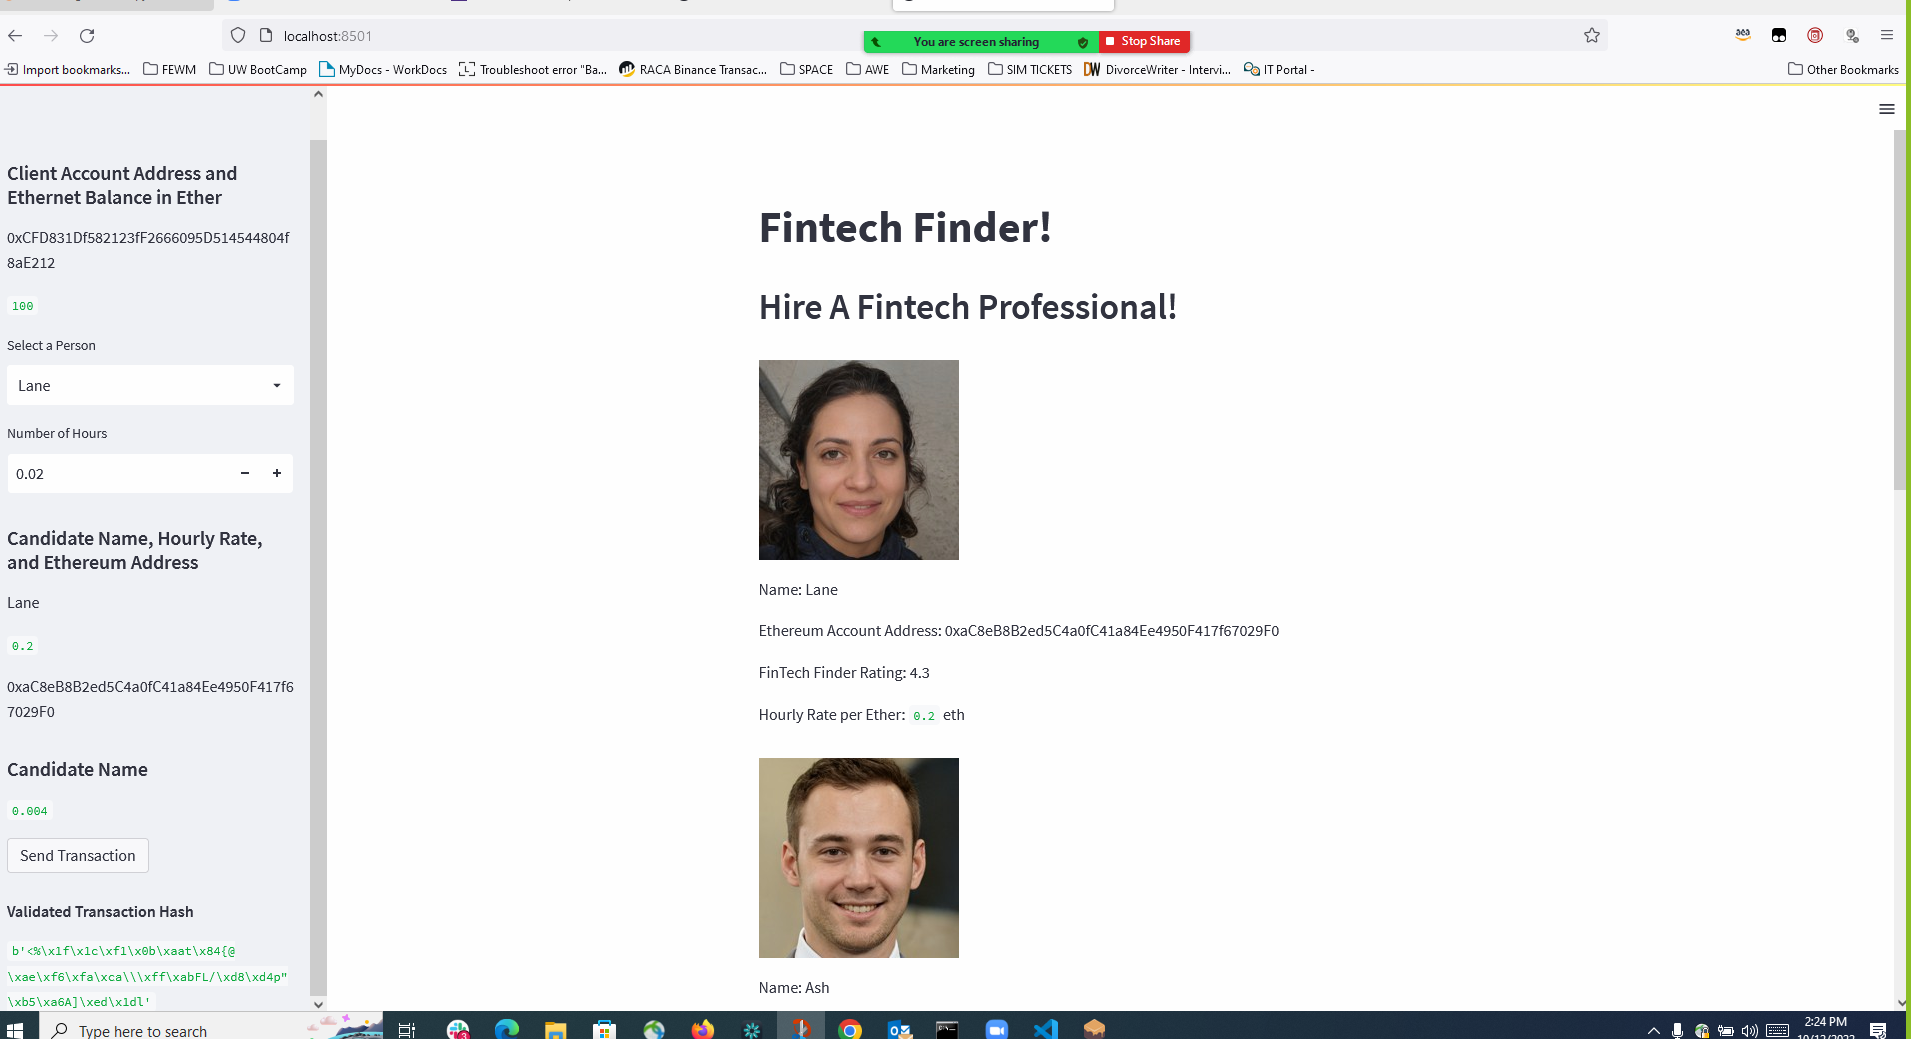 localhost:8501
You are screen sharing
Stop Share
Import bookmarks...
FEWM
UW BootCamp
MyDocs - WorkDocs
Troubleshoot error "Ba...
RACA Binance Transac...
SPACE
AWE
Marketing
SIM TICKETS
DivorceWriter - Intervi...
IT Portal -
Other Bookmarks
Client Account Address and
Ethernet Balance in Ether
0xCFD831Df582123fF2666095D514544804f
8aE212
100
Select a Person
Lane
Number of Hours
0.02
Candidate Name, Hourly Rate,
and Ethereum Address
Lane
0.2
0xaC8eB8B2ed5C4a0fC41a84Ee4950F417f6
7029F0
Candidate Name
0.004
Send Transaction
Validated Transaction Hash
b'<%\x1f\x1c\xf1\x0b\xaat\x84{@
\xae\xf6\xfa\xca\\\xff\xabFL/\xd8\xd4p"
\xb5\xa6A]\xed\x1dl'
Fintech Finder!
Hire A Fintech Professional!
Name: Lane
Ethereum Account Address: 0xaC8eB8B2ed5C4a0fC41a84Ee4950F417f67029F0
FinTech Finder Rating: 4.3
Hourly Rate per Ether: 0.2 eth
Name: Ash
Type here to search
2:24 PM